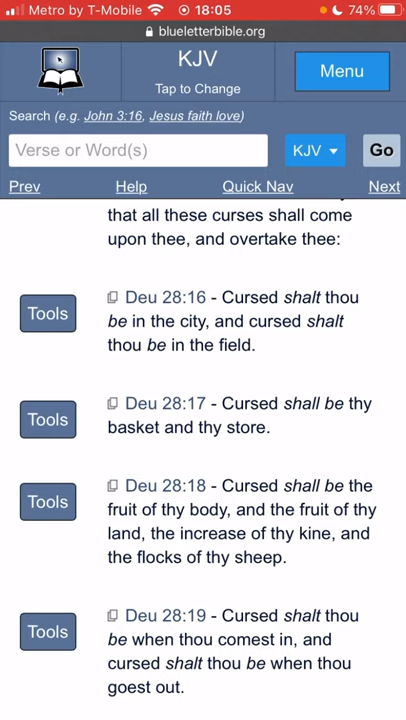 Metro by T-Mobile 18:05 74%
blueletterbible.org
KJV
Tap to Change
Menu
Search (e.g. John 3:16, Jesus faith love)
Verse or Word(s)
KJV
Go
Prev Help Quick Nav Next
that all these curses shall come
upon thee, and overtake thee:
Tools
Deu 28:16 - Cursed shalt thou
be in the city, and cursed shalt
thou be in the field.
Tools
Deu 28:17 - Cursed shall be thy
basket and thy store.
Tools
Deu 28:18 - Cursed shall be the
fruit of thy body, and the fruit of thy
land, the increase of thy kine, and
the flocks of thy sheep.
Tools
Deu 28:19 - Cursed shalt thou
be when thou comest in, and
cursed shalt thou be when thou
goest out.